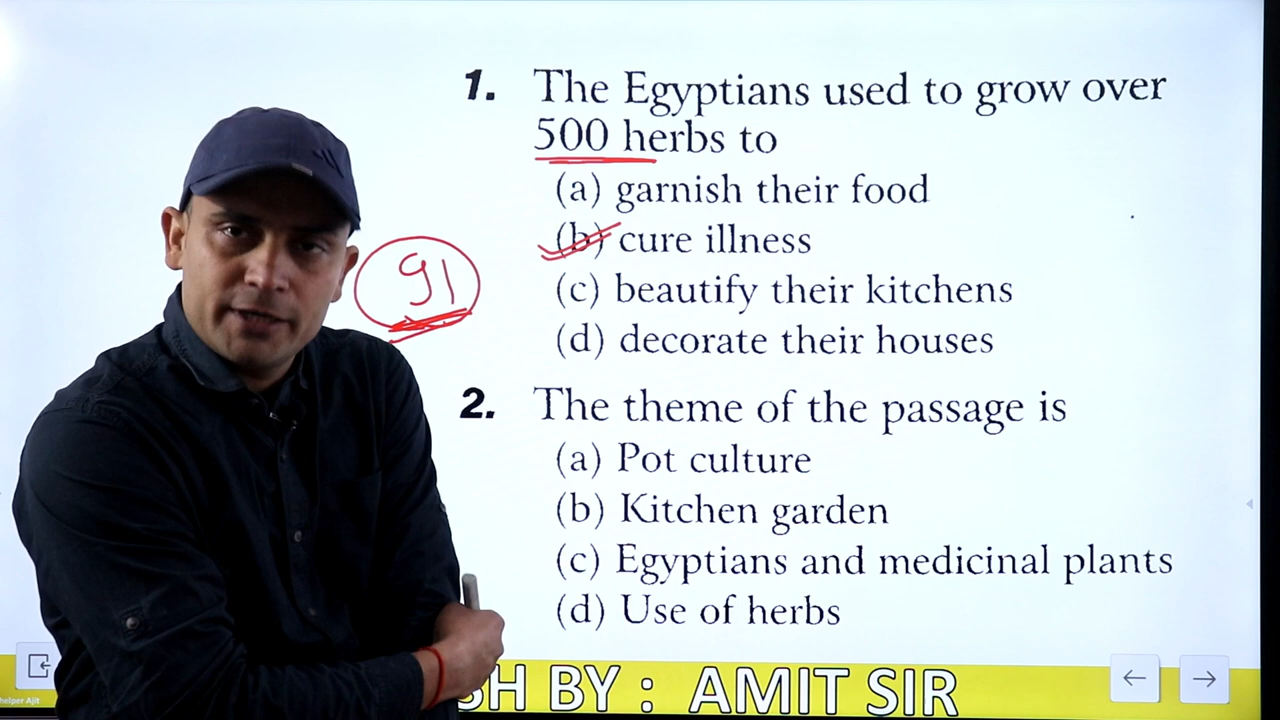 1. The Egyptians used to grow over
500 herbs to
(a) garnish their food
(b) cure illness
91
(c) beautify their kitchens
(d) decorate their houses
2. The theme of the passage is
(a) Pot culture
(b) Kitchen garden
(c) Egyptians and medicinal plants
(d) Use of herbs
SH BY : AMIT SIR
helper Ajit